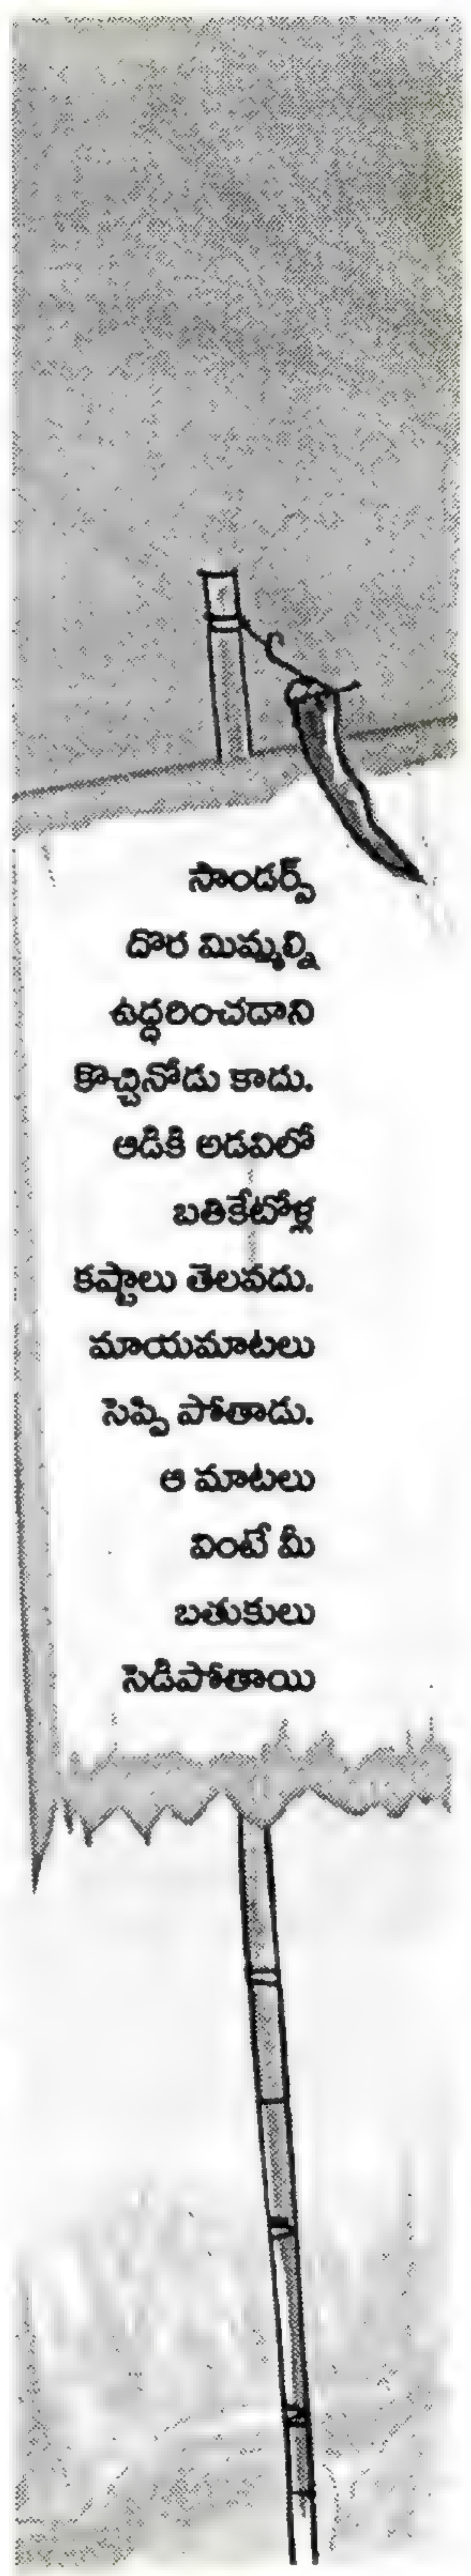 సాండర్స్
దొర మిమ్మల్ని
ఉద్ధరించడాని
కొచ్చినోడు కాదు.
ఆడికి అడవిలో
బతికేటోళ్ల
కష్టాలు తెలవదు.
మాయమాటలు
సెప్పి పోతాడు.
ఆ మాటలు
వింటే మీ
బతుకులు
సెడిపోతాయి